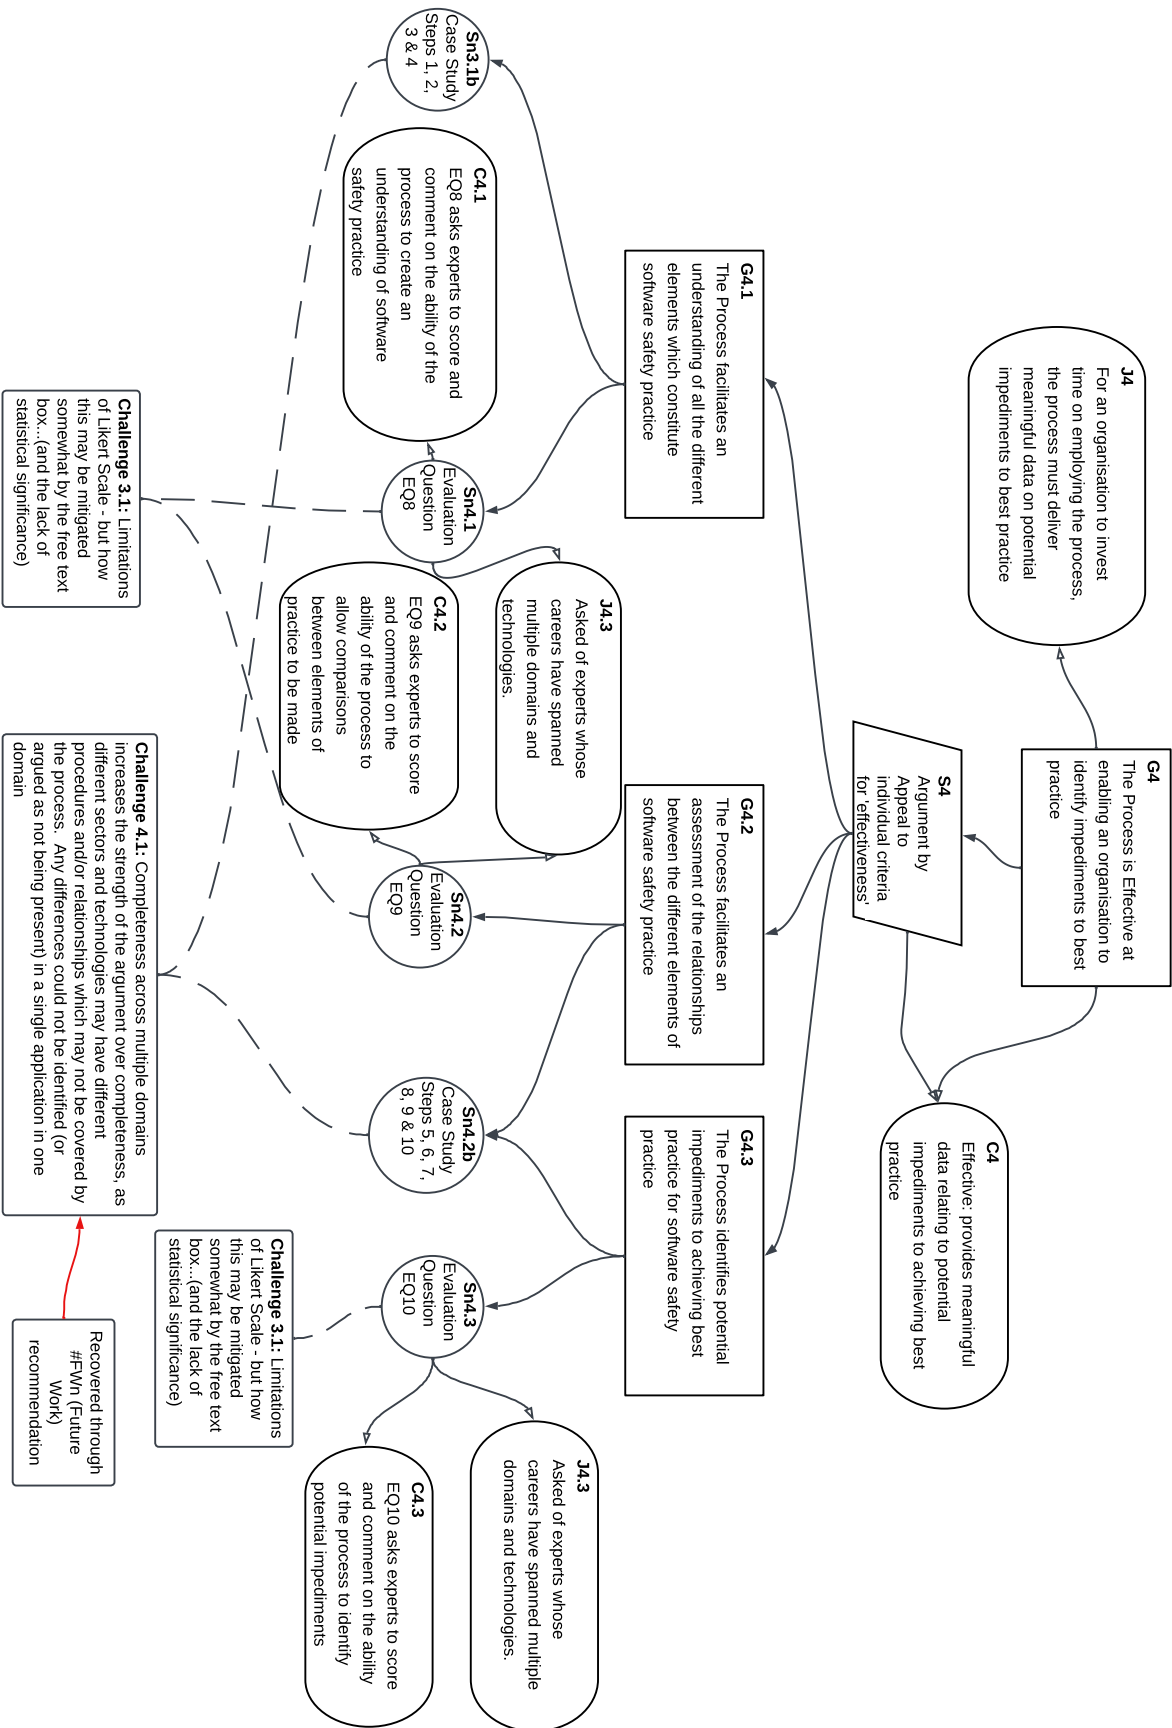 G4
The Process is Effective at
enabling an organisation to
identify impediments to best
practice
J4
For an organisation to invest
time on employing the process,
the process must deliver
meaningful data on potential
impediments to best practice
S4
Argument by
Appeal to
individual criteria
for 'effectiveness'
C4
Effective: provides meaningful
data relating to potential
impediments to achieving best
practice
G4.1
The Process facilitates an
understanding of all the different
elements which constitute
software safety practice
G4.2
The Process facilitates an
assessment of the relationships
between the different elements of
software safety practice
G4.3
The Process identifies potential
impediments to achieving best
practice for software safety
practice
Sn3.1b
Case Study
Steps 1, 2,
3 & 4
C4.1
EQ8 asks experts to score and
comment on the ability of the
process to create an
understanding of software
safety practice
Sn4.1
Evaluation
Question
EQ8
J4.3
Asked of experts whose
careers have spanned
multiple domains and
technologies.
C4.2
EQ9 asks experts to score
and comment on the
ability of the process to
allow comparisons
between elements of
practice to be made
Sn4.2
Evaluation
Question
EQ9
Sn4.2b
Case Study
Steps 5, 6, 7,
8, 9 & 10
Sn4.3
Evaluation
Question
EQ10
J4.3
Asked of experts whose
careers have spanned multiple
domains and technologies.
C4.3
EQ10 asks experts to score
and comment on the ability
of the process to identify
potential impediments
Challenge 3.1: Limitations
of Likert Scale - but how
this may be mitigated
somewhat by the free text
box...(and the lack of
statistical significance)
Challenge 4.1: Completeness across multiple domains
increases the strength of the argument over completeness, as
different sectors and technologies may have different
procedures and/or relationships which may not be covered by
the process.  Any differences could not be identified (or
argued as not being present) in a single application in one
domain
Challenge 3.1: Limitations
of Likert Scale - but how
this may be mitigated
somewhat by the free text
box...(and the lack of
statistical significance)
Recovered through
#FWn (Future
Work)
recommendation